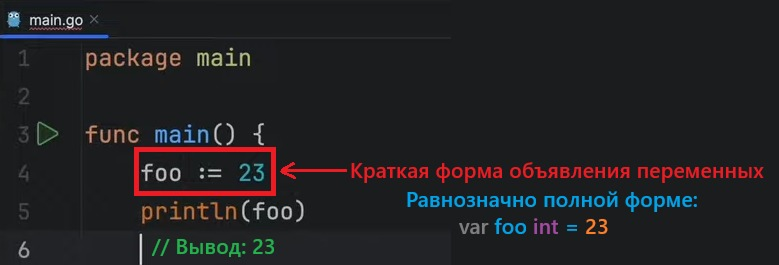 main.go ×
1 package main
2
3 func main() {
4 foo := 23 Краткая форма объявления переменных
5 println(foo) Равнозначно полной форме:
var foo int = 23
6 // Вывод: 23